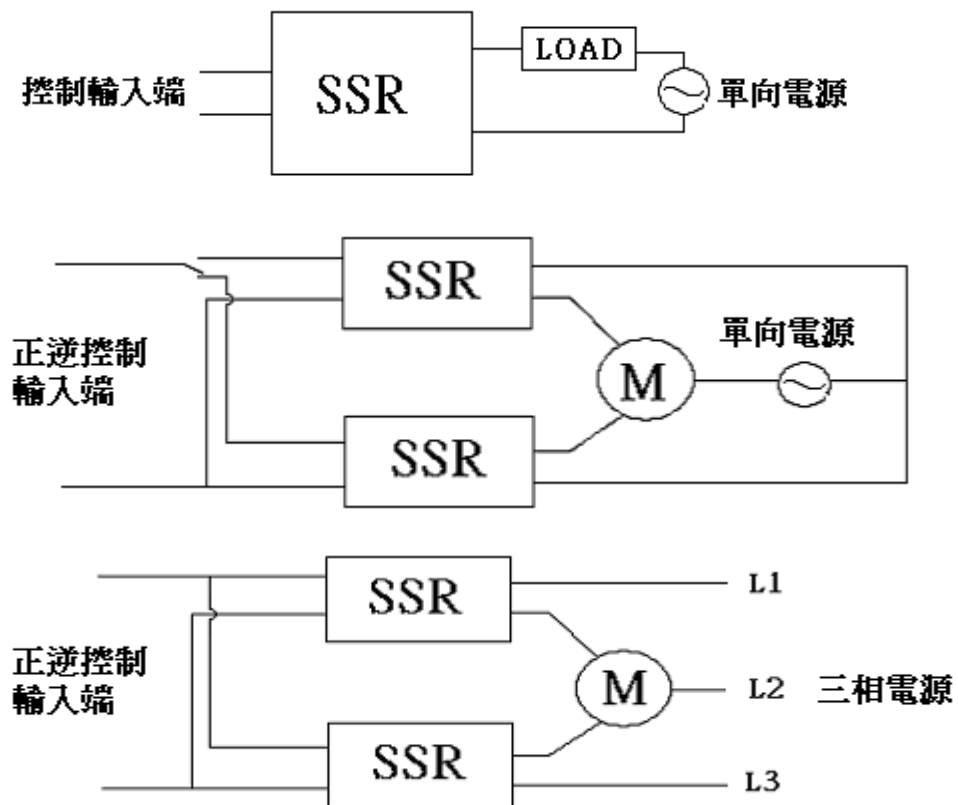 LOAD
控制輸入端
SSR
單向電源
SSR
單向電源
正逆控制
輸入端
M
SSR
SSR
L1
正逆控制
輸入端
M
L2
三相電源
SSR
L3